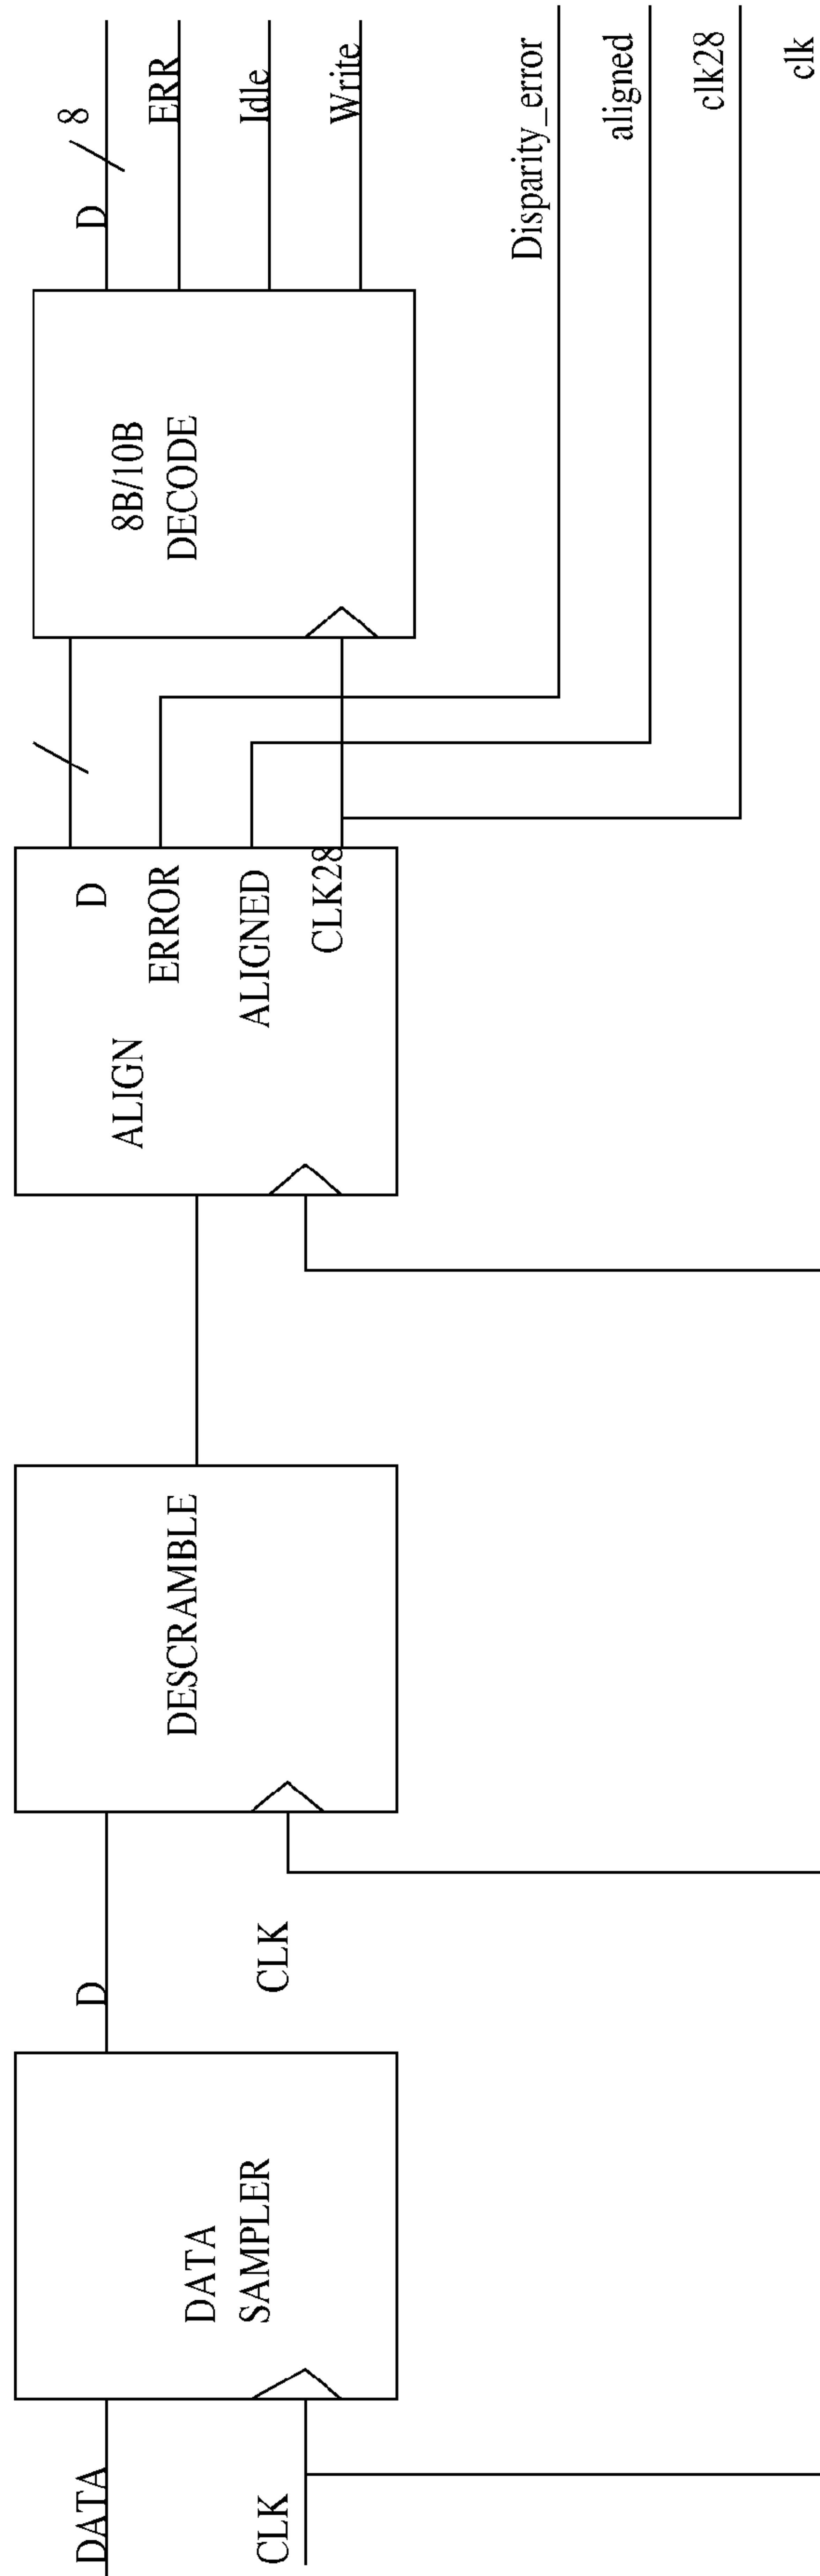 DATA
CLK
DATA
SAMPLER
D
CLK
DESCRAMBLE
ALIGN
D
ERROR
ALIGNED
CLK28
8B/10B
DECODE
D
8
ERR
Idle
Write
Disparity_error
aligned
clk28
clk